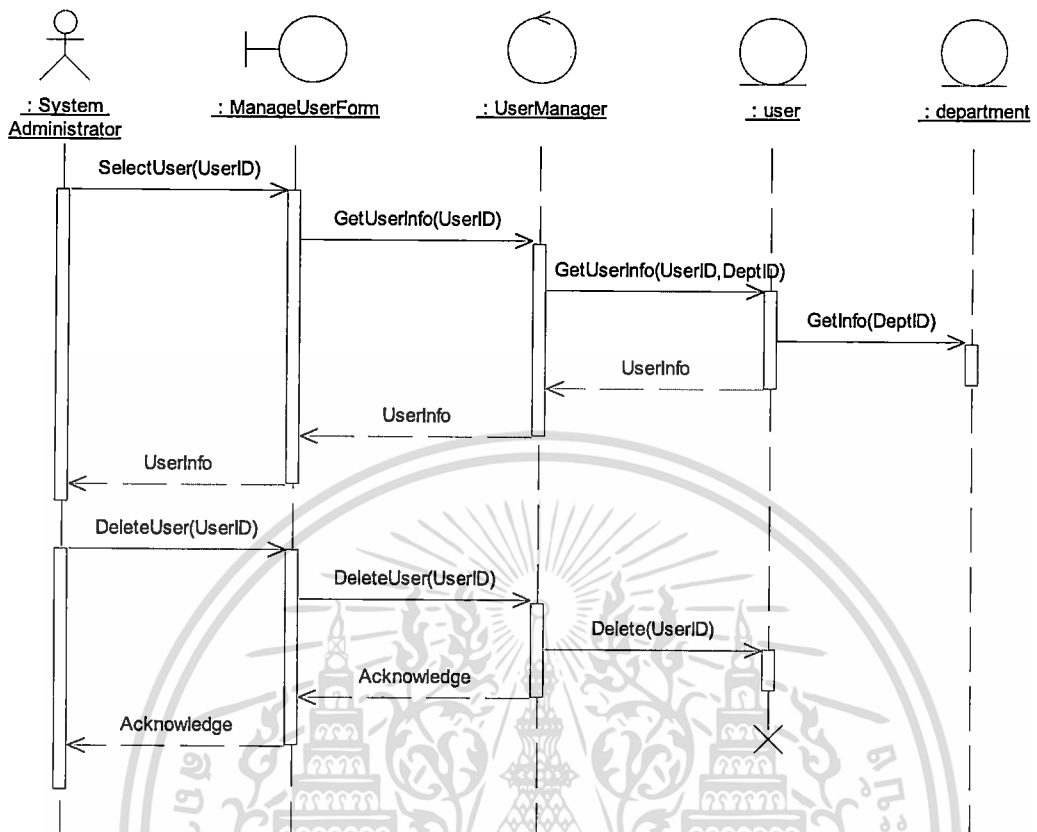 : System
Administrator
: ManageUserForm
: UserManager
: user
: department
SelectUser(UserID)
GetUserInfo(UserID)
GetUserInfo(UserID,DeptID)
GetInfo(DeptID)
UserInfo
UserInfo
UserInfo
DeleteUser(UserID)
DeleteUser(UserID)
Delete(UserID)
Acknowledge
Acknowledge